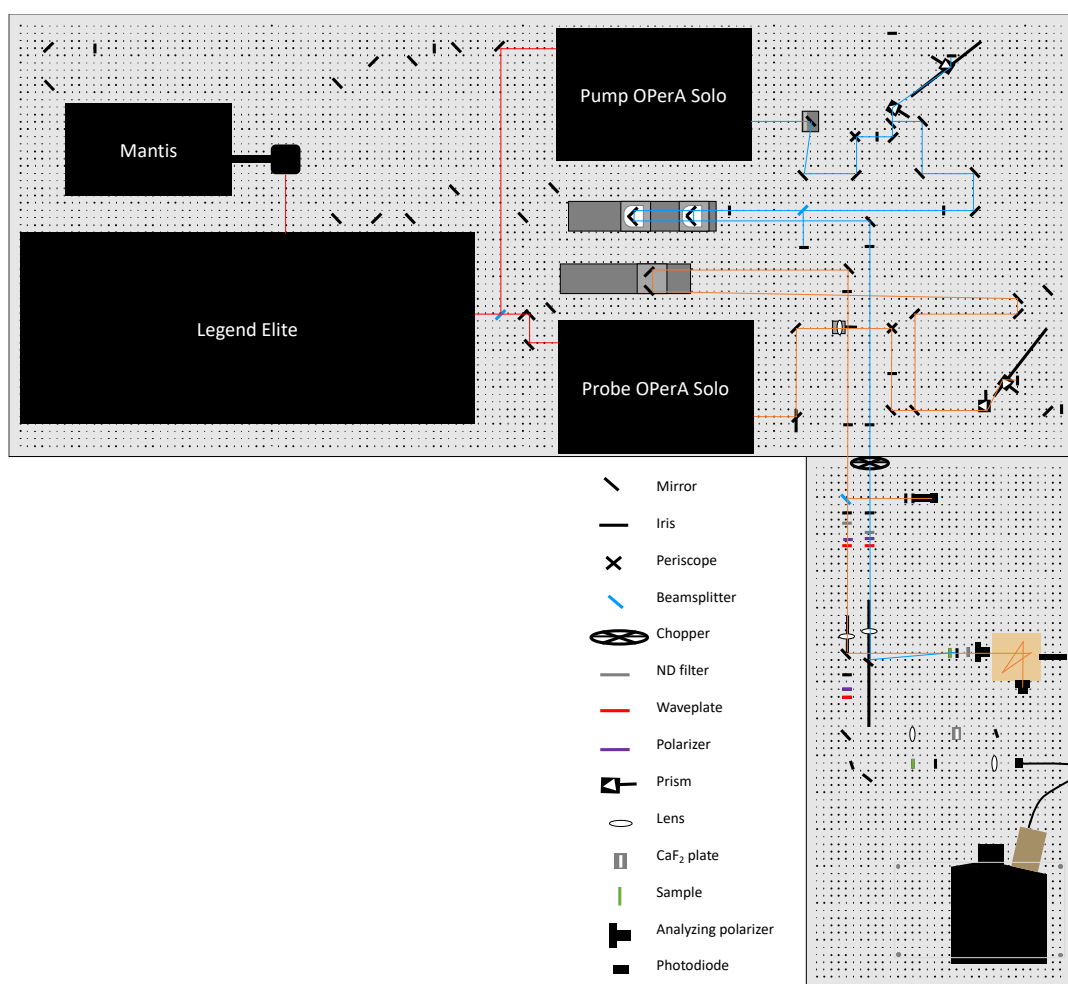 Pump OPerA Solo
Mantis
Legend Elite
Probe OPerA Solo
Mirror
Iris
Periscope
Beamsplitter
Chopper
ND filter
Waveplate
Polarizer
Prism
Lens
CaF₂ plate
Sample
Analyzing polarizer
Photodiode